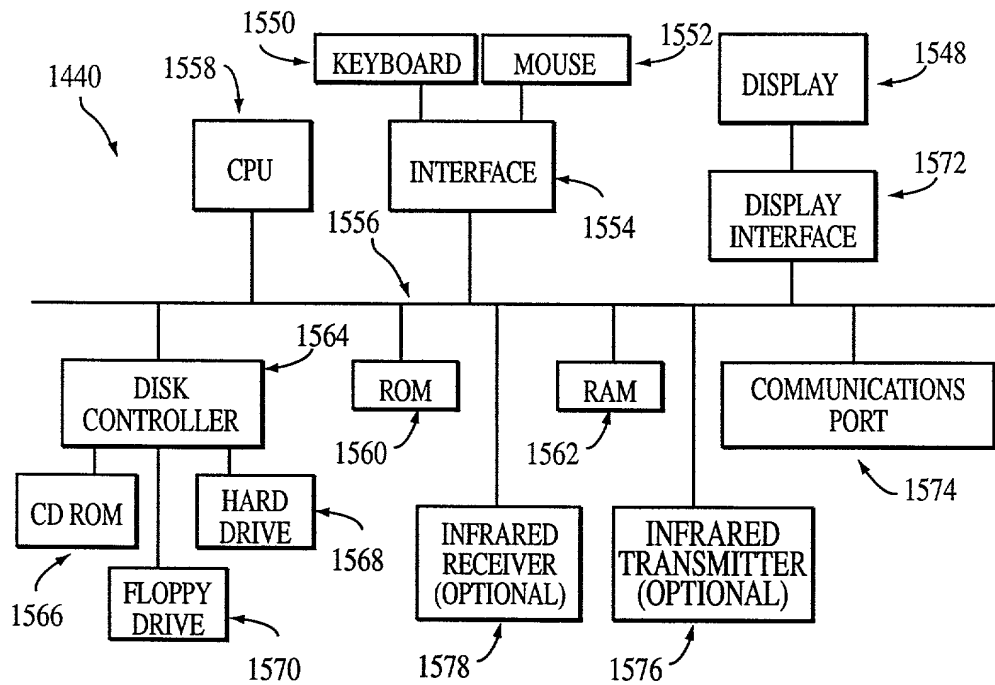 1550
KEYBOARD
MOUSE
1552
1558
1440
CPU
INTERFACE
1554
DISPLAY
1548
1572
DISPLAY
INTERFACE
1556
1564
DISK
CONTROLLER
ROM
1560
RAM
1562
COMMUNICATIONS
PORT
1574
CD ROM
1566
HARD
DRIVE
1568
FLOPPY
DRIVE
1570
INFRARED
RECEIVER
(OPTIONAL)
1578
INFRARED
TRANSMITTER
(OPTIONAL)
1576